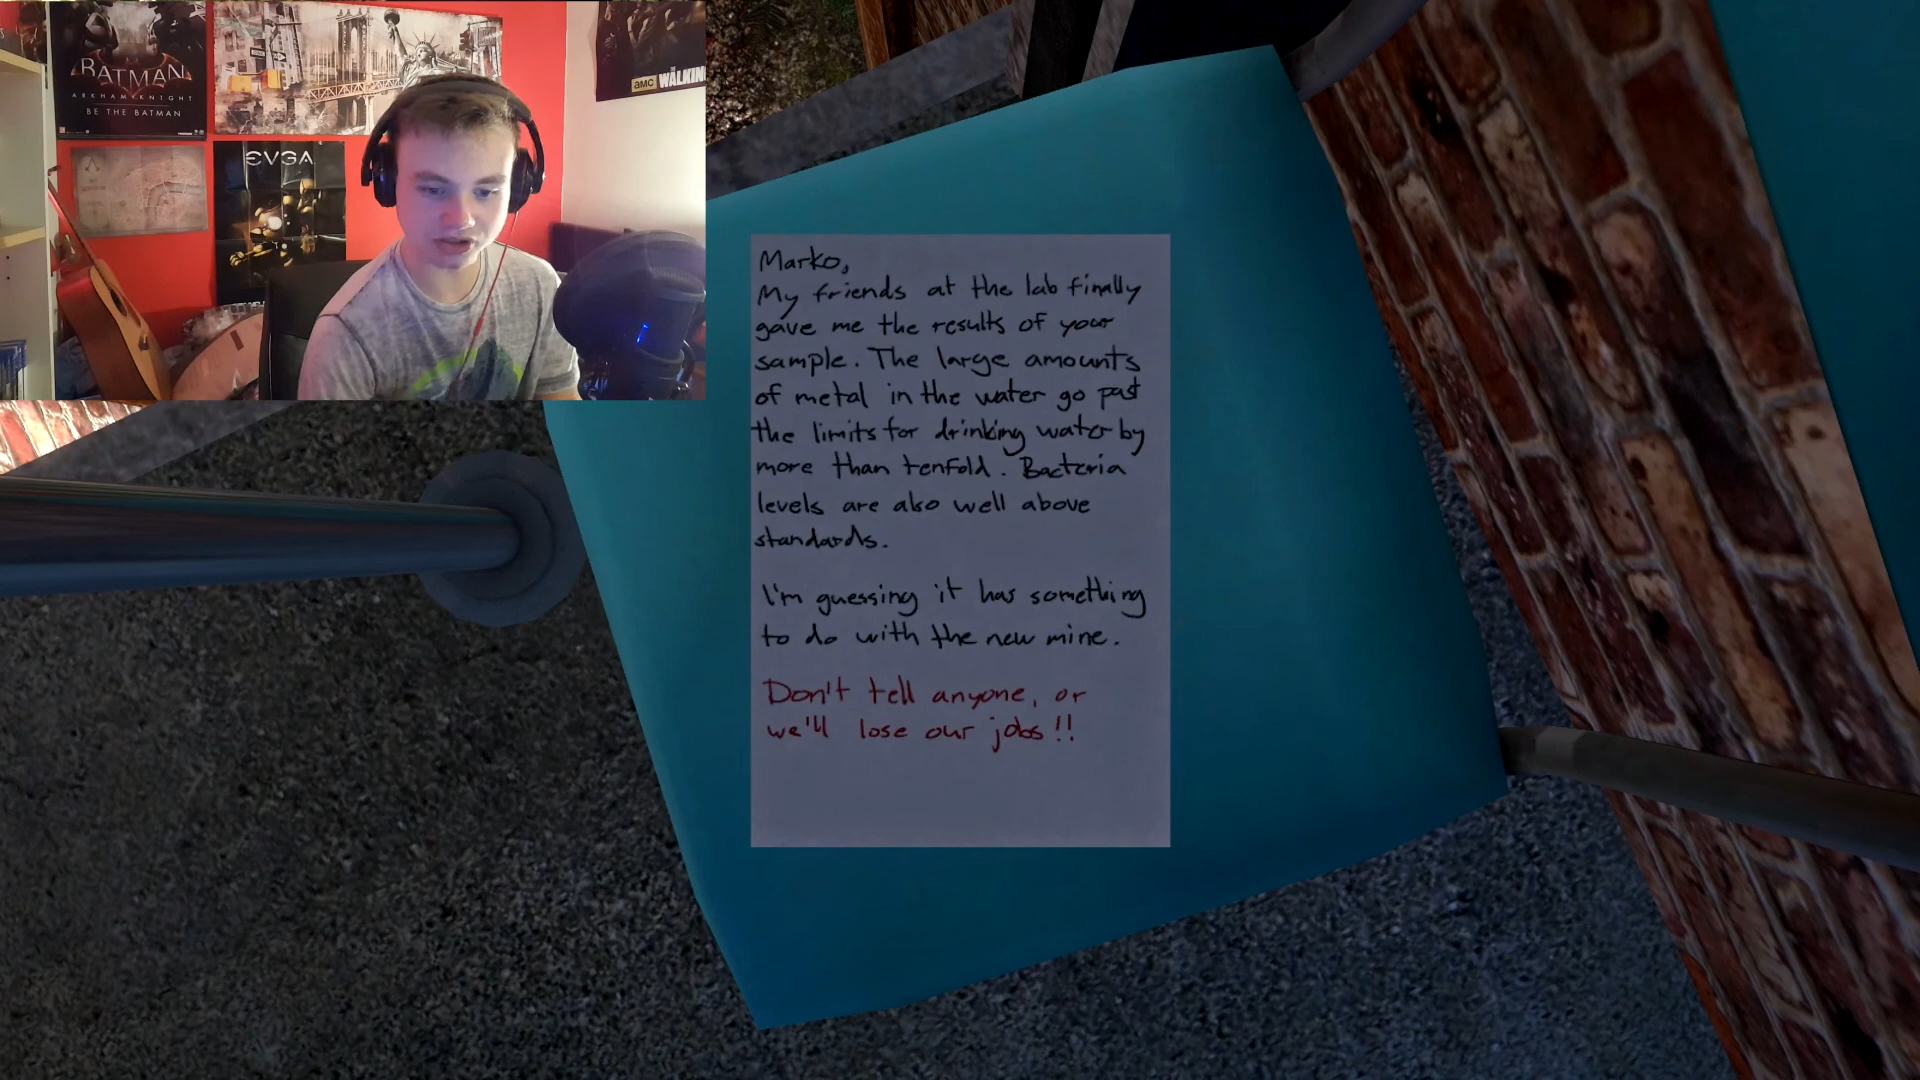 BATMAN
ARKHAM KNIGHT
BE THE BATMAN
EVGA
amc
THE
WALKIN
Marko,
My friends at the lab finally
gave me the results of your
sample. The large amounts
of metal in the water go past
the limits for drinking water by
more than tenfold. Bacteria
levels are also well above
standards.
I'm guessing it has something
to do with the new mine.
Don't tell anyone, or
we'll lose our jobs!!